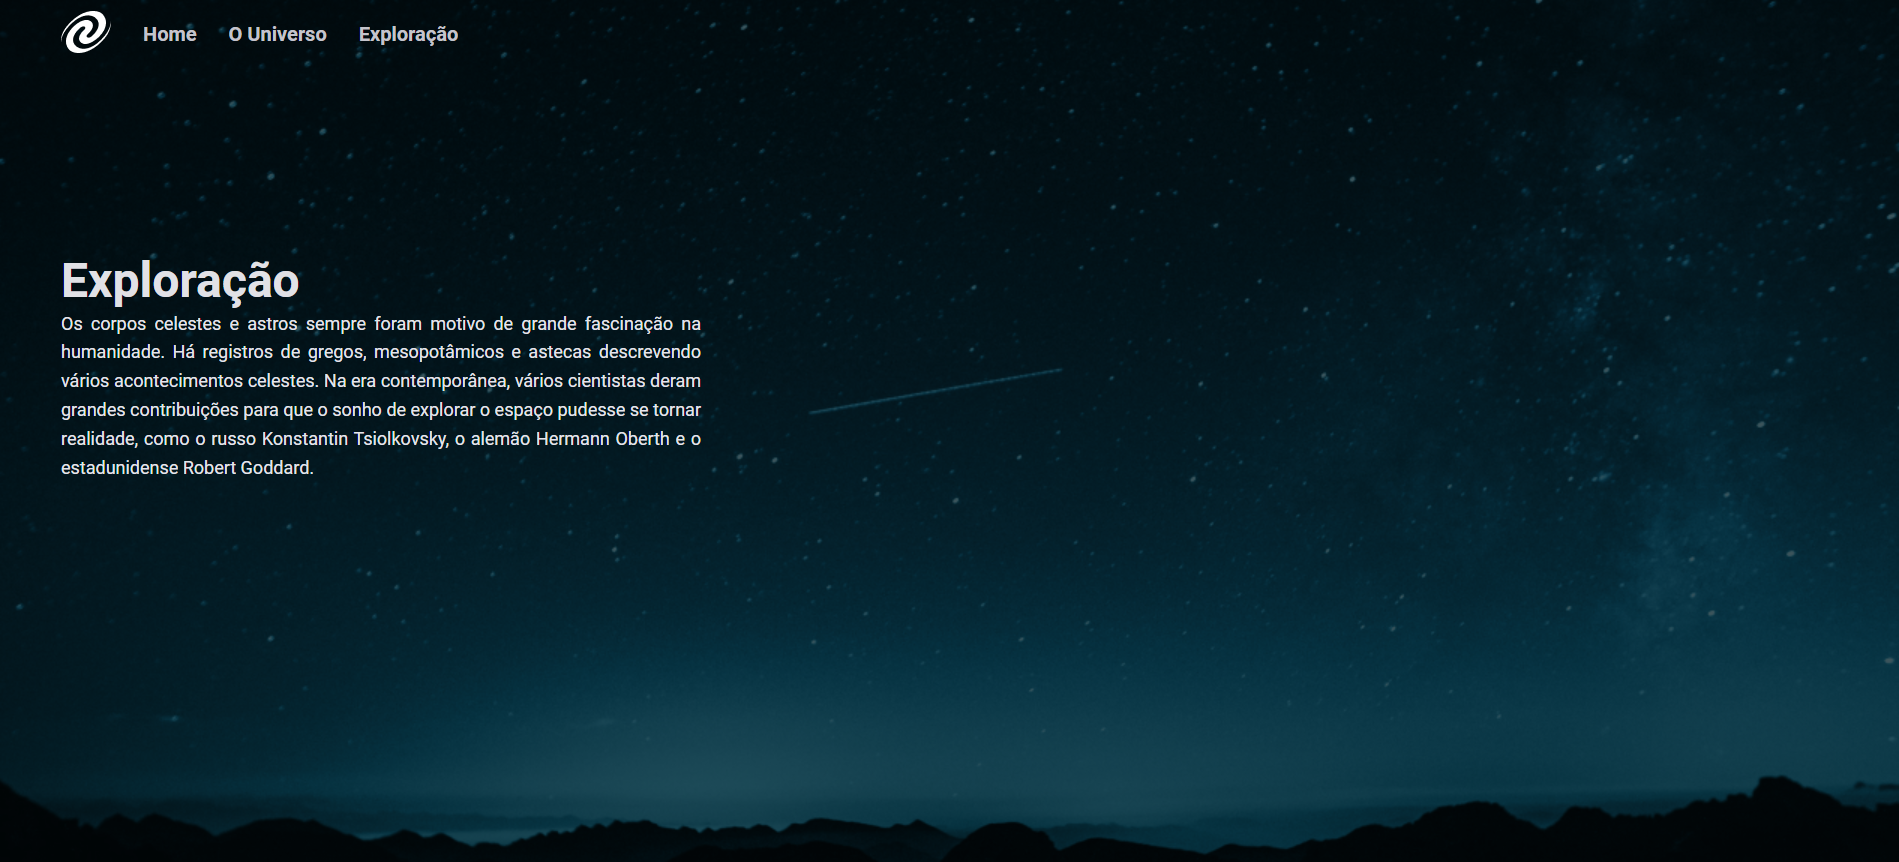 Home O Universo Exploração
Exploração
Os corpos celestes e astros sempre foram motivo de grande fascinação na
humanidade. Há registros de gregos, mesopotâmicos e astecas descrevendo
vários acontecimentos celestes. Na era contemporânea, vários cientistas deram
grandes contribuições para que o sonho de explorar o espaço pudesse se tornar
realidade, como o russo Konstantin Tsiolkovsky, o alemão Hermann Oberth e o
estadunidense Robert Goddard.